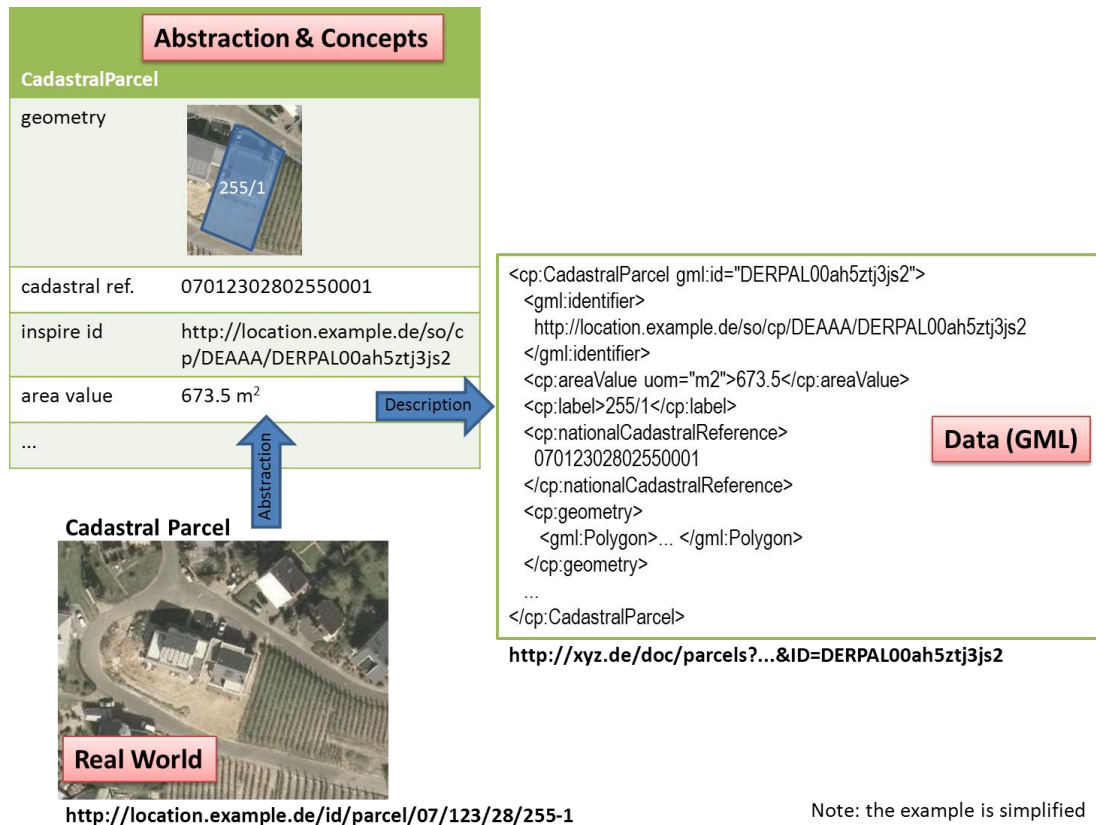 Abstraction & Concepts
CadastralParcel
geometry
255/1
cadastral ref. 07012302802550001
inspire id http://location.example.de/so/c
p/DEAAA/DERPAL00ah5ztj3js2
area value 673.5 m²
...
Description
Abstraction
<cp:CadastralParcel gml:id="DERPAL00ah5ztj3js2">
<gml:identifier>
http://location.example.de/so/cp/DEAAA/DERPAL00ah5ztj3js2
</gml:identifier>
<cp:areaValue uom="m2">673.5</cp:areaValue>
<cp:label>255/1</cp:label>
<cp:nationalCadastralReference>
07012302802550001
</cp:nationalCadastralReference>
<cp:geometry>
<gml:Polygon>... </gml:Polygon>
</cp:geometry>
...
</cp:CadastralParcel>
Data (GML)
http://xyz.de/doc/parcels?...&ID=DERPAL00ah5ztj3js2
Cadastral Parcel
Real World
http://location.example.de/id/parcel/07/123/28/255-1
Note: the example is simplified